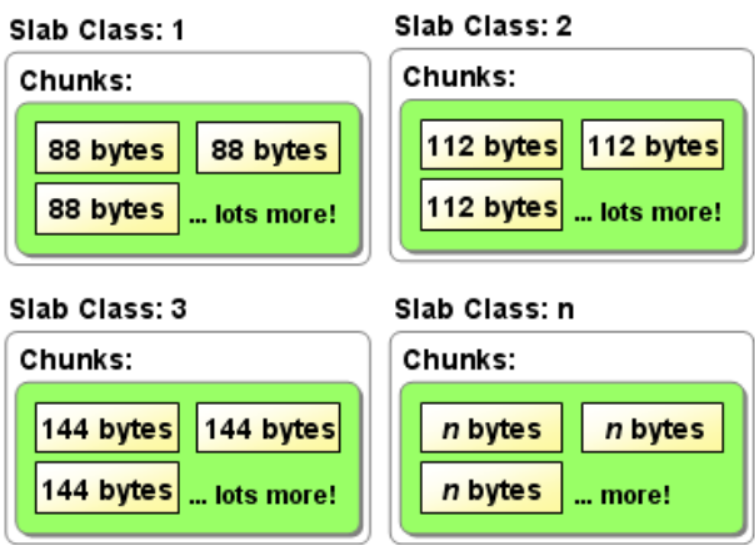 Slab Class: 1
Chunks:
88 bytes
88 bytes
88 bytes
... lots more!
Slab Class: 2
Chunks:
112 bytes
112 bytes
112 bytes
... lots more!
Slab Class: 3
Chunks:
144 bytes
144 bytes
144 bytes
... lots more!
Slab Class: n
Chunks:
n bytes
n bytes
n bytes
... more!